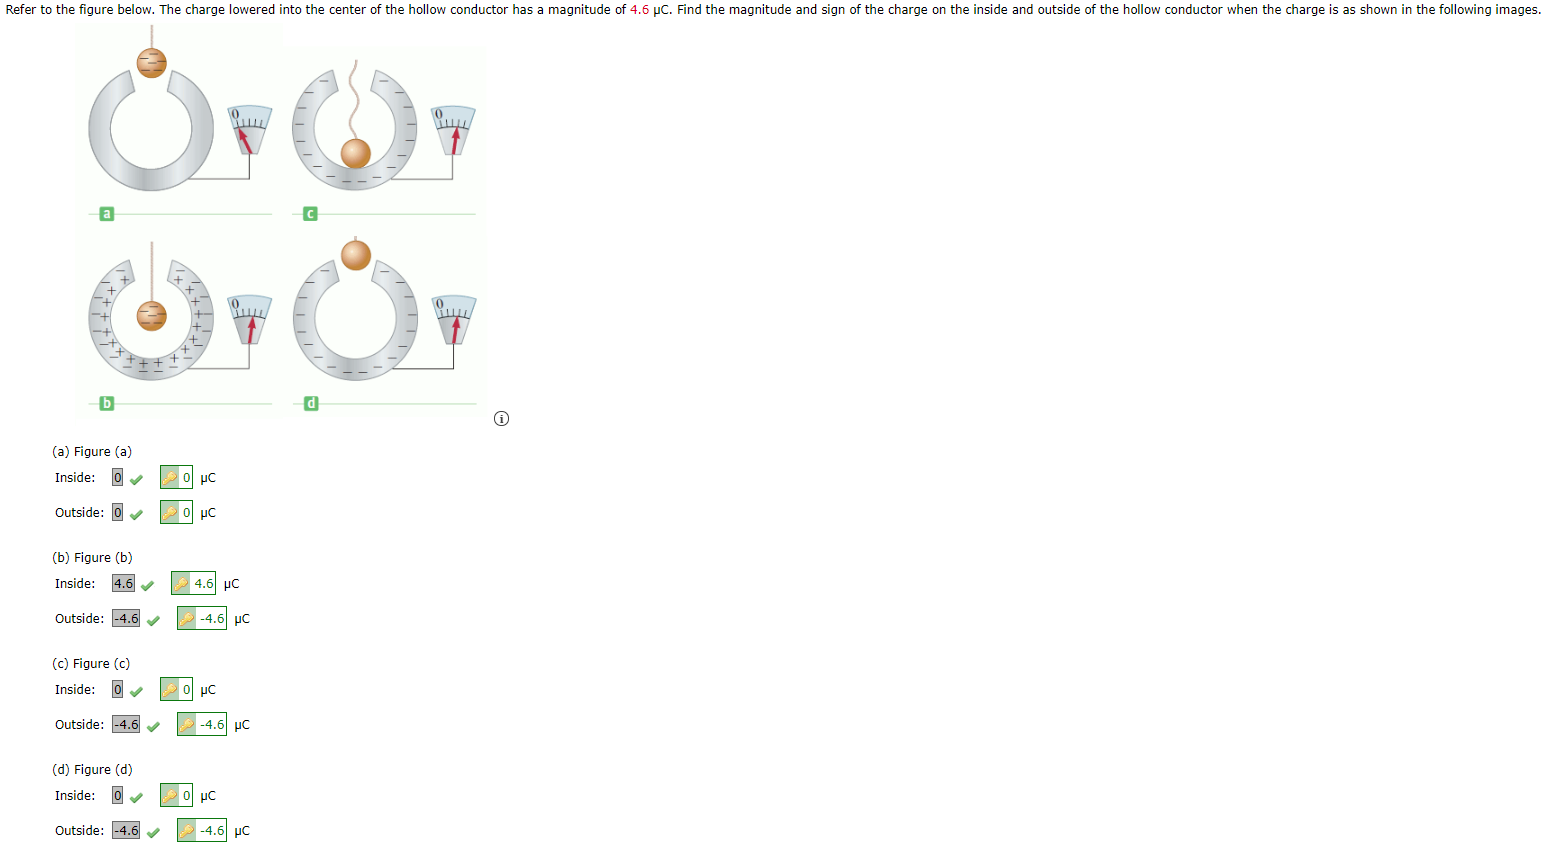 Refer to the figure below. The charge lowered into the center of the hollow conductor has a magnitude of 4.6 μC. Find the magnitude and sign of the charge on the inside and outside of the hollow conductor when the charge is as shown in the following images.
0
0
a
c
0
0
b
d
i
(a) Figure (a)
Inside: 0 0 μC
Outside: 0 0 μC
(b) Figure (b)
Inside: 4.6 4.6 μC
Outside: -4.6 -4.6 μC
(c) Figure (c)
Inside: 0 0 μC
Outside: -4.6 -4.6 μC
(d) Figure (d)
Inside: 0 0 μC
Outside: -4.6 -4.6 μC